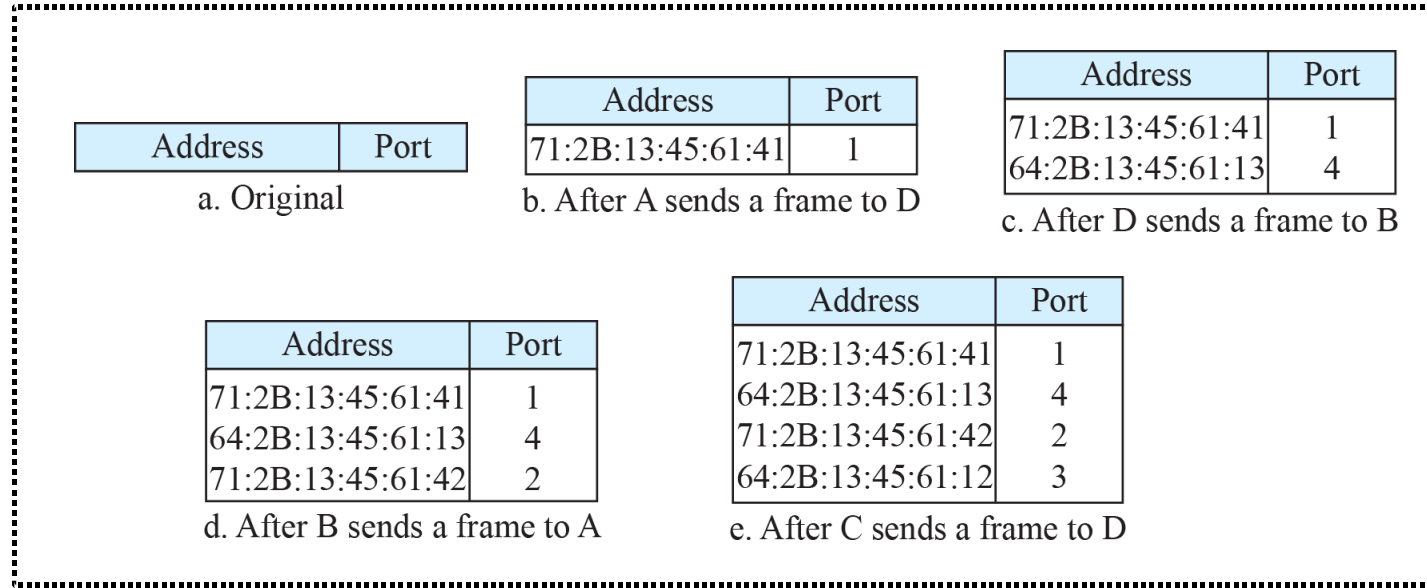 Address Port
a. Original
Address Port
71:2B:13:45:61:41 1
b. After A sends a frame to D
Address Port
71:2B:13:45:61:41 1
64:2B:13:45:61:13 4
c. After D sends a frame to B
Address Port
71:2B:13:45:61:41 1
64:2B:13:45:61:13 4
71:2B:13:45:61:42 2
d. After B sends a frame to A
Address Port
71:2B:13:45:61:41 1
64:2B:13:45:61:13 4
71:2B:13:45:61:42 2
64:2B:13:45:61:12 3
e. After C sends a frame to D